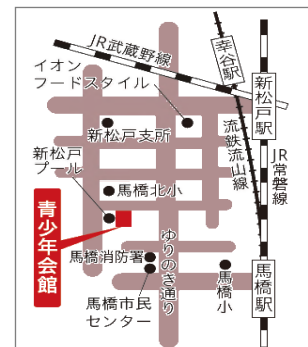 JR武蔵野線
幸谷駅
イオン
フードスタイル
新松戸駅
新松戸支所
流鉄流山線
新松戸
プール
JR常磐線
馬橋北小
青少年会館
ゆりのき通り
馬橋消防署
馬橋駅
馬橋市民
センター
馬橋小